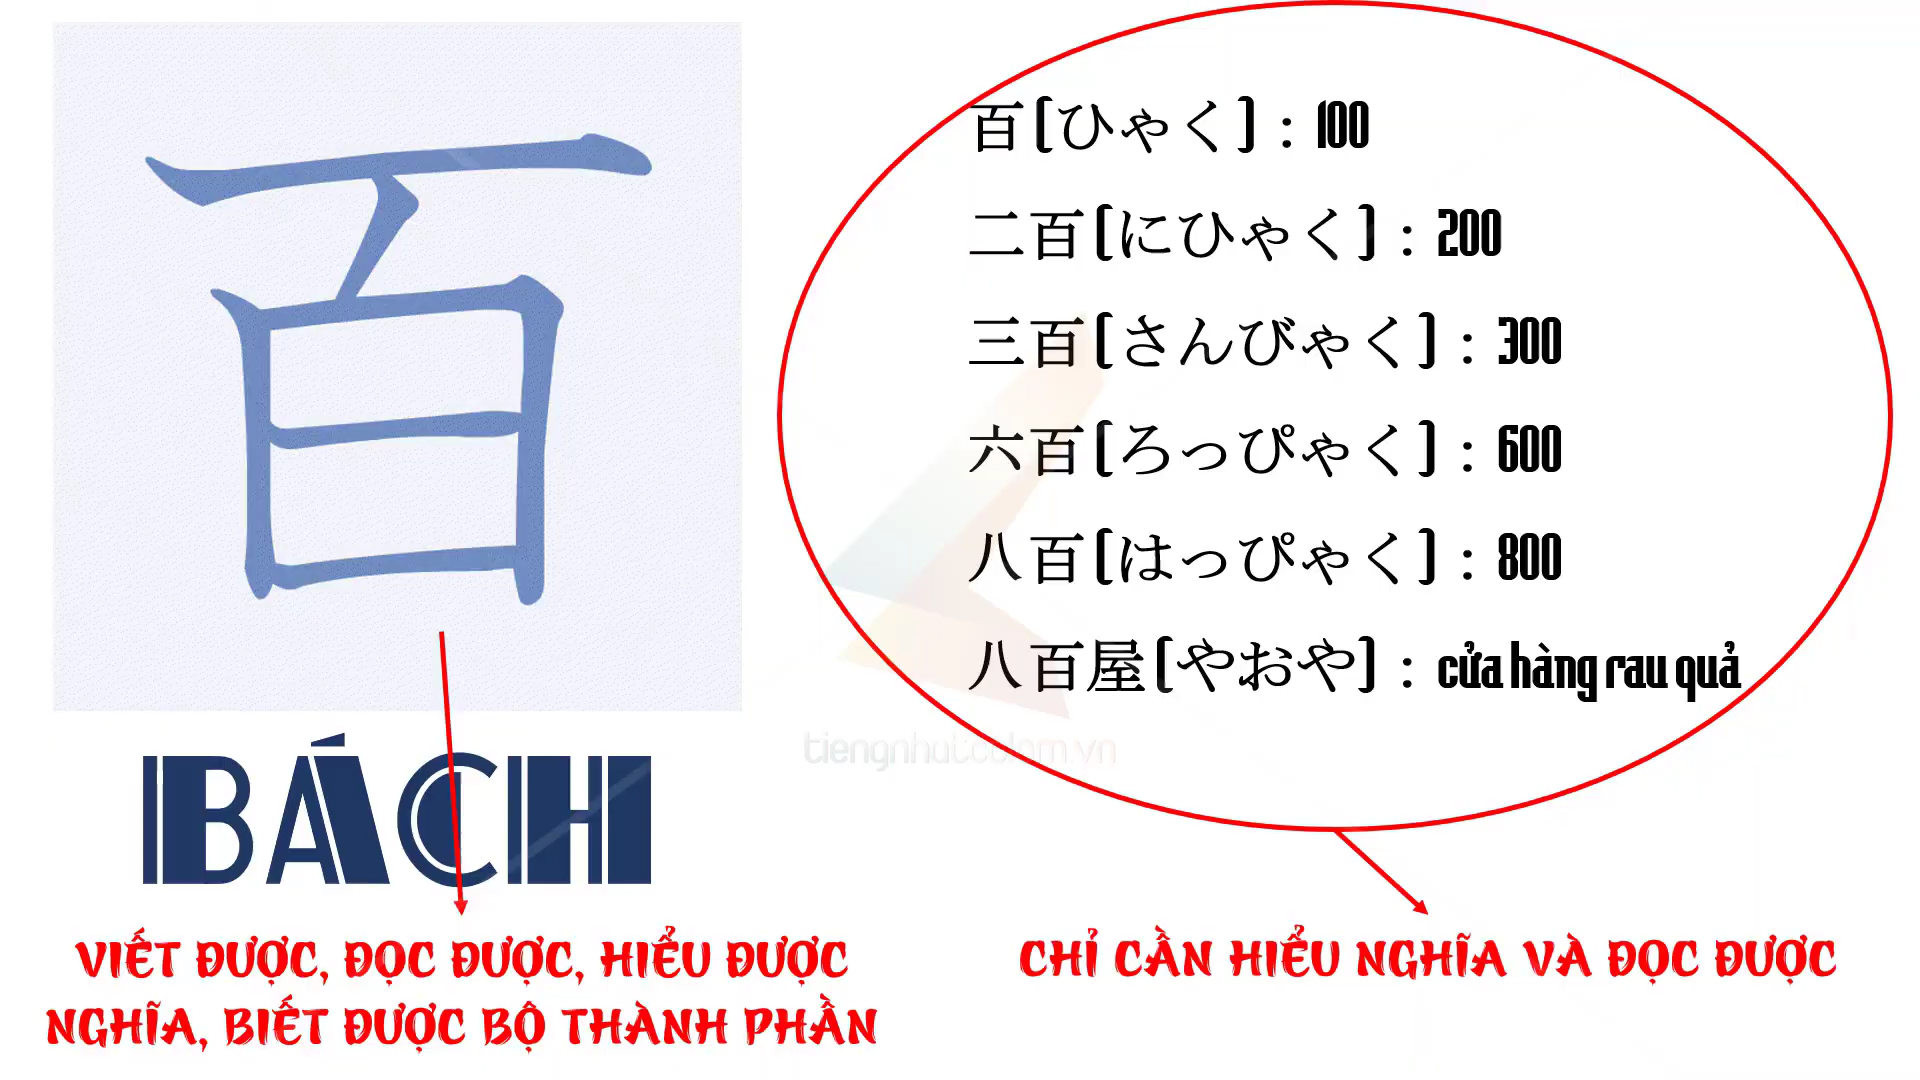 百
BÁCH
VIẾT ĐƯỢC, ĐỌC ĐƯỢC, HIỂU ĐƯỢC
NGHĨA, BIẾT ĐƯỢC BỘ THÀNH PHẦN
百(ひゃく) : 100
二百(にひゃく) : 200
三百(さんびゃく) : 300
六百(ろっぴゃく) : 600
八百(はっぴゃく) : 800
八百屋(やおや) : cửa hàng rau quả
CHỈ CẦN HIỂU NGHĨA VÀ ĐỌC ĐƯỢC